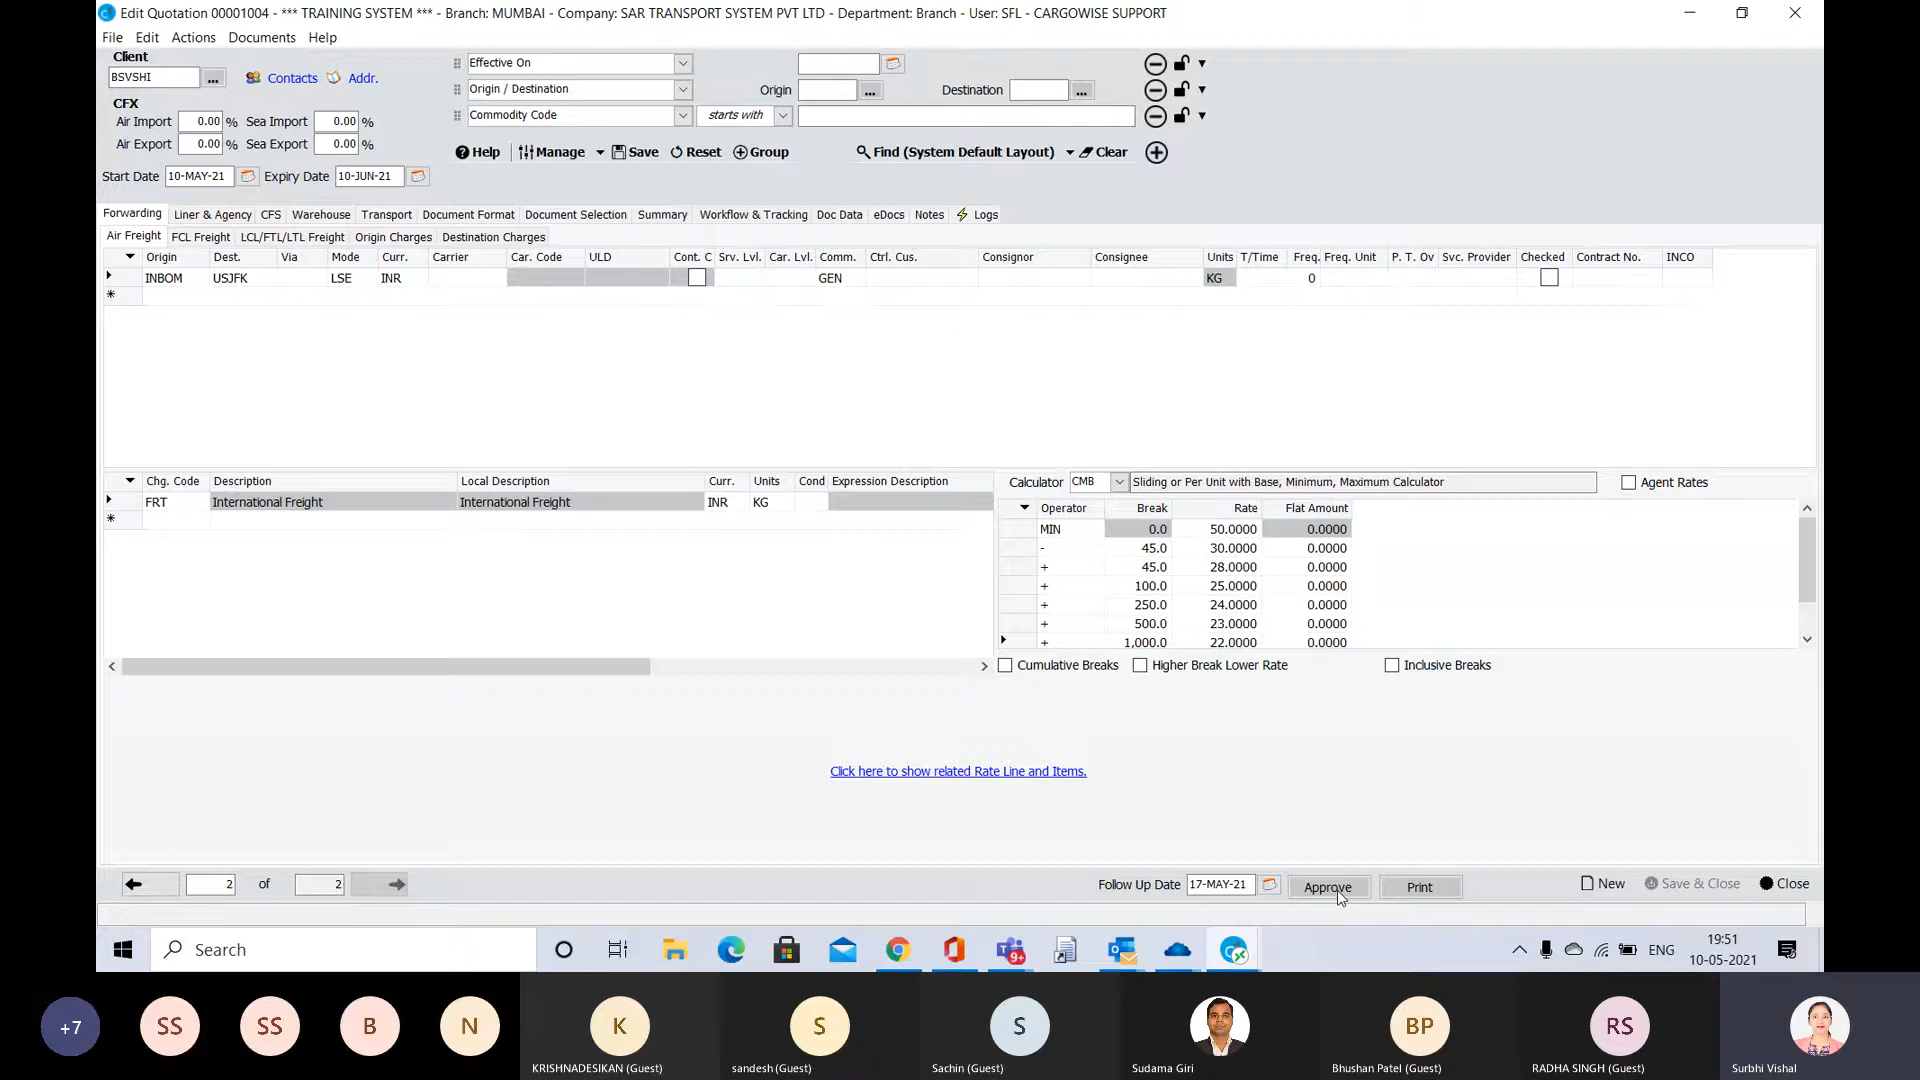 Edit Quotation 00001004 - *** TRAINING SYSTEM *** - Branch: MUMBAI - Company: SAR TRANSPORT SYSTEM PVT LTD - Department: Branch - User: SFL - CARGOWISE SUPPORT
File Edit Actions Documents Help
Client
BSVSHI ... Contacts Addr.
CFX
Air Import 0.00 % Sea Import 0.00 %
Air Export 0.00 % Sea Export 0.00 %
Start Date 10-MAY-21 Expiry Date 10-JUN-21
Effective On
Origin / Destination Origin ... Destination ...
Commodity Code starts with
Help Manage Save Reset Group Find (System Default Layout) Clear
Forwarding Liner & Agency CFS Warehouse Transport Document Format Document Selection Summary Workflow & Tracking Doc Data eDocs Notes Logs
Air Freight FCL Freight LCL/FTL/LTL Freight Origin Charges Destination Charges
Origin Dest. Via Mode Curr. Carrier Car. Code ULD Cont. C Srv. Lvl. Car. Lvl. Comm. Ctrl. Cus. Consignor Consignee Units T/Time Freq. Freq. Unit P. T. Ov Svc. Provider Checked Contract No. INCO
INBOM USJFK LSE INR GEN KG 0
*
Chg. Code Description Local Description Curr. Units Cond Expression Description
FRT International Freight International Freight INR KG
*
Calculator CMB Sliding or Per Unit with Base, Minimum, Maximum Calculator Agent Rates
Operator Break Rate Flat Amount
MIN 0.0 50.0000 0.0000
- 45.0 30.0000 0.0000
+ 45.0 28.0000 0.0000
+ 100.0 25.0000 0.0000
+ 250.0 24.0000 0.0000
+ 500.0 23.0000 0.0000
+ 1,000.0 22.0000 0.0000
Cumulative Breaks Higher Break Lower Rate Inclusive Breaks
Click here to show related Rate Line and Items.
2 of 2 Follow Up Date 17-MAY-21 Approve Print New Save & Close Close
Search 9+ ENG 19:51
10-05-2021
+7 SS SS B N K S S BP RS
KRISHNADESIKAN (Guest) sandesh (Guest) Sachin (Guest) Sudama Giri Bhushan Patel (Guest) RADHA SINGH (Guest) Surbhi Vishal